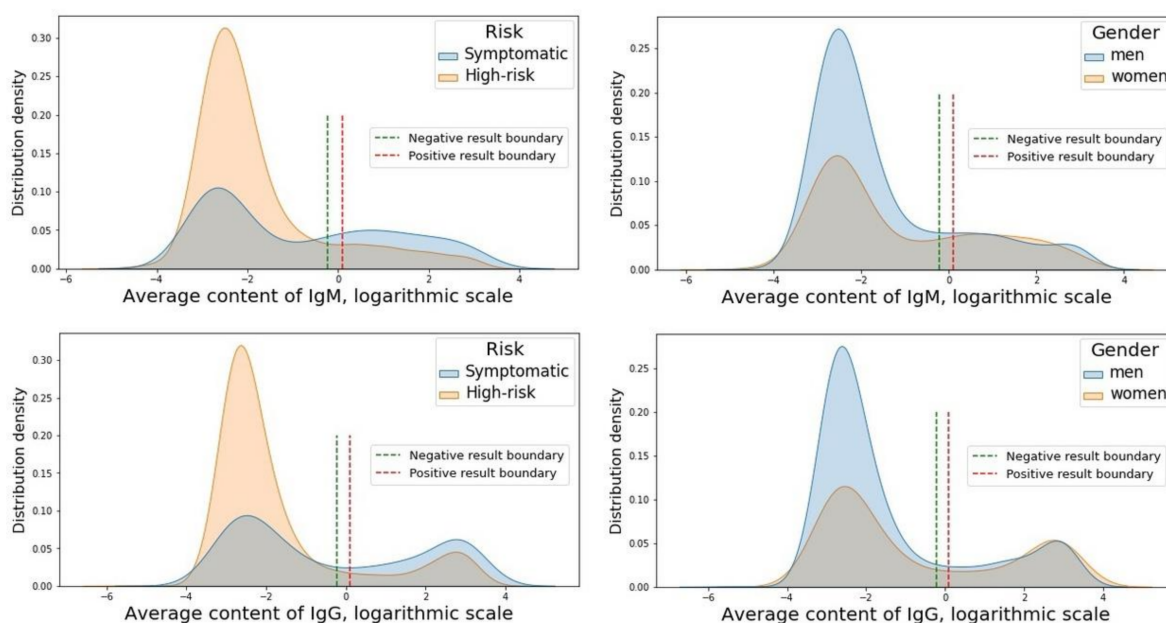 Risk
Symptomatic
High-risk
Negative result boundary
Positive result boundary
Distribution density
0.30
0.25
0.20
0.15
0.10
0.05
0.00
−6
−4
−2
0
2
4
Average content of IgM, logarithmic scale
Gender
men
women
Negative result boundary
Positive result boundary
Distribution density
0.25
0.20
0.15
0.10
0.05
0.00
−6
−4
−2
0
2
4
Average content of IgM, logarithmic scale
Risk
Symptomatic
High-risk
Negative result boundary
Positive result boundary
Distribution density
0.30
0.25
0.20
0.15
0.10
0.05
0.00
−6
−4
−2
0
2
4
Average content of IgG, logarithmic scale
Gender
men
women
Negative result boundary
Positive result boundary
Distribution density
0.25
0.20
0.15
0.10
0.05
0.00
−6
−4
−2
0
2
4
Average content of IgG, logarithmic scale